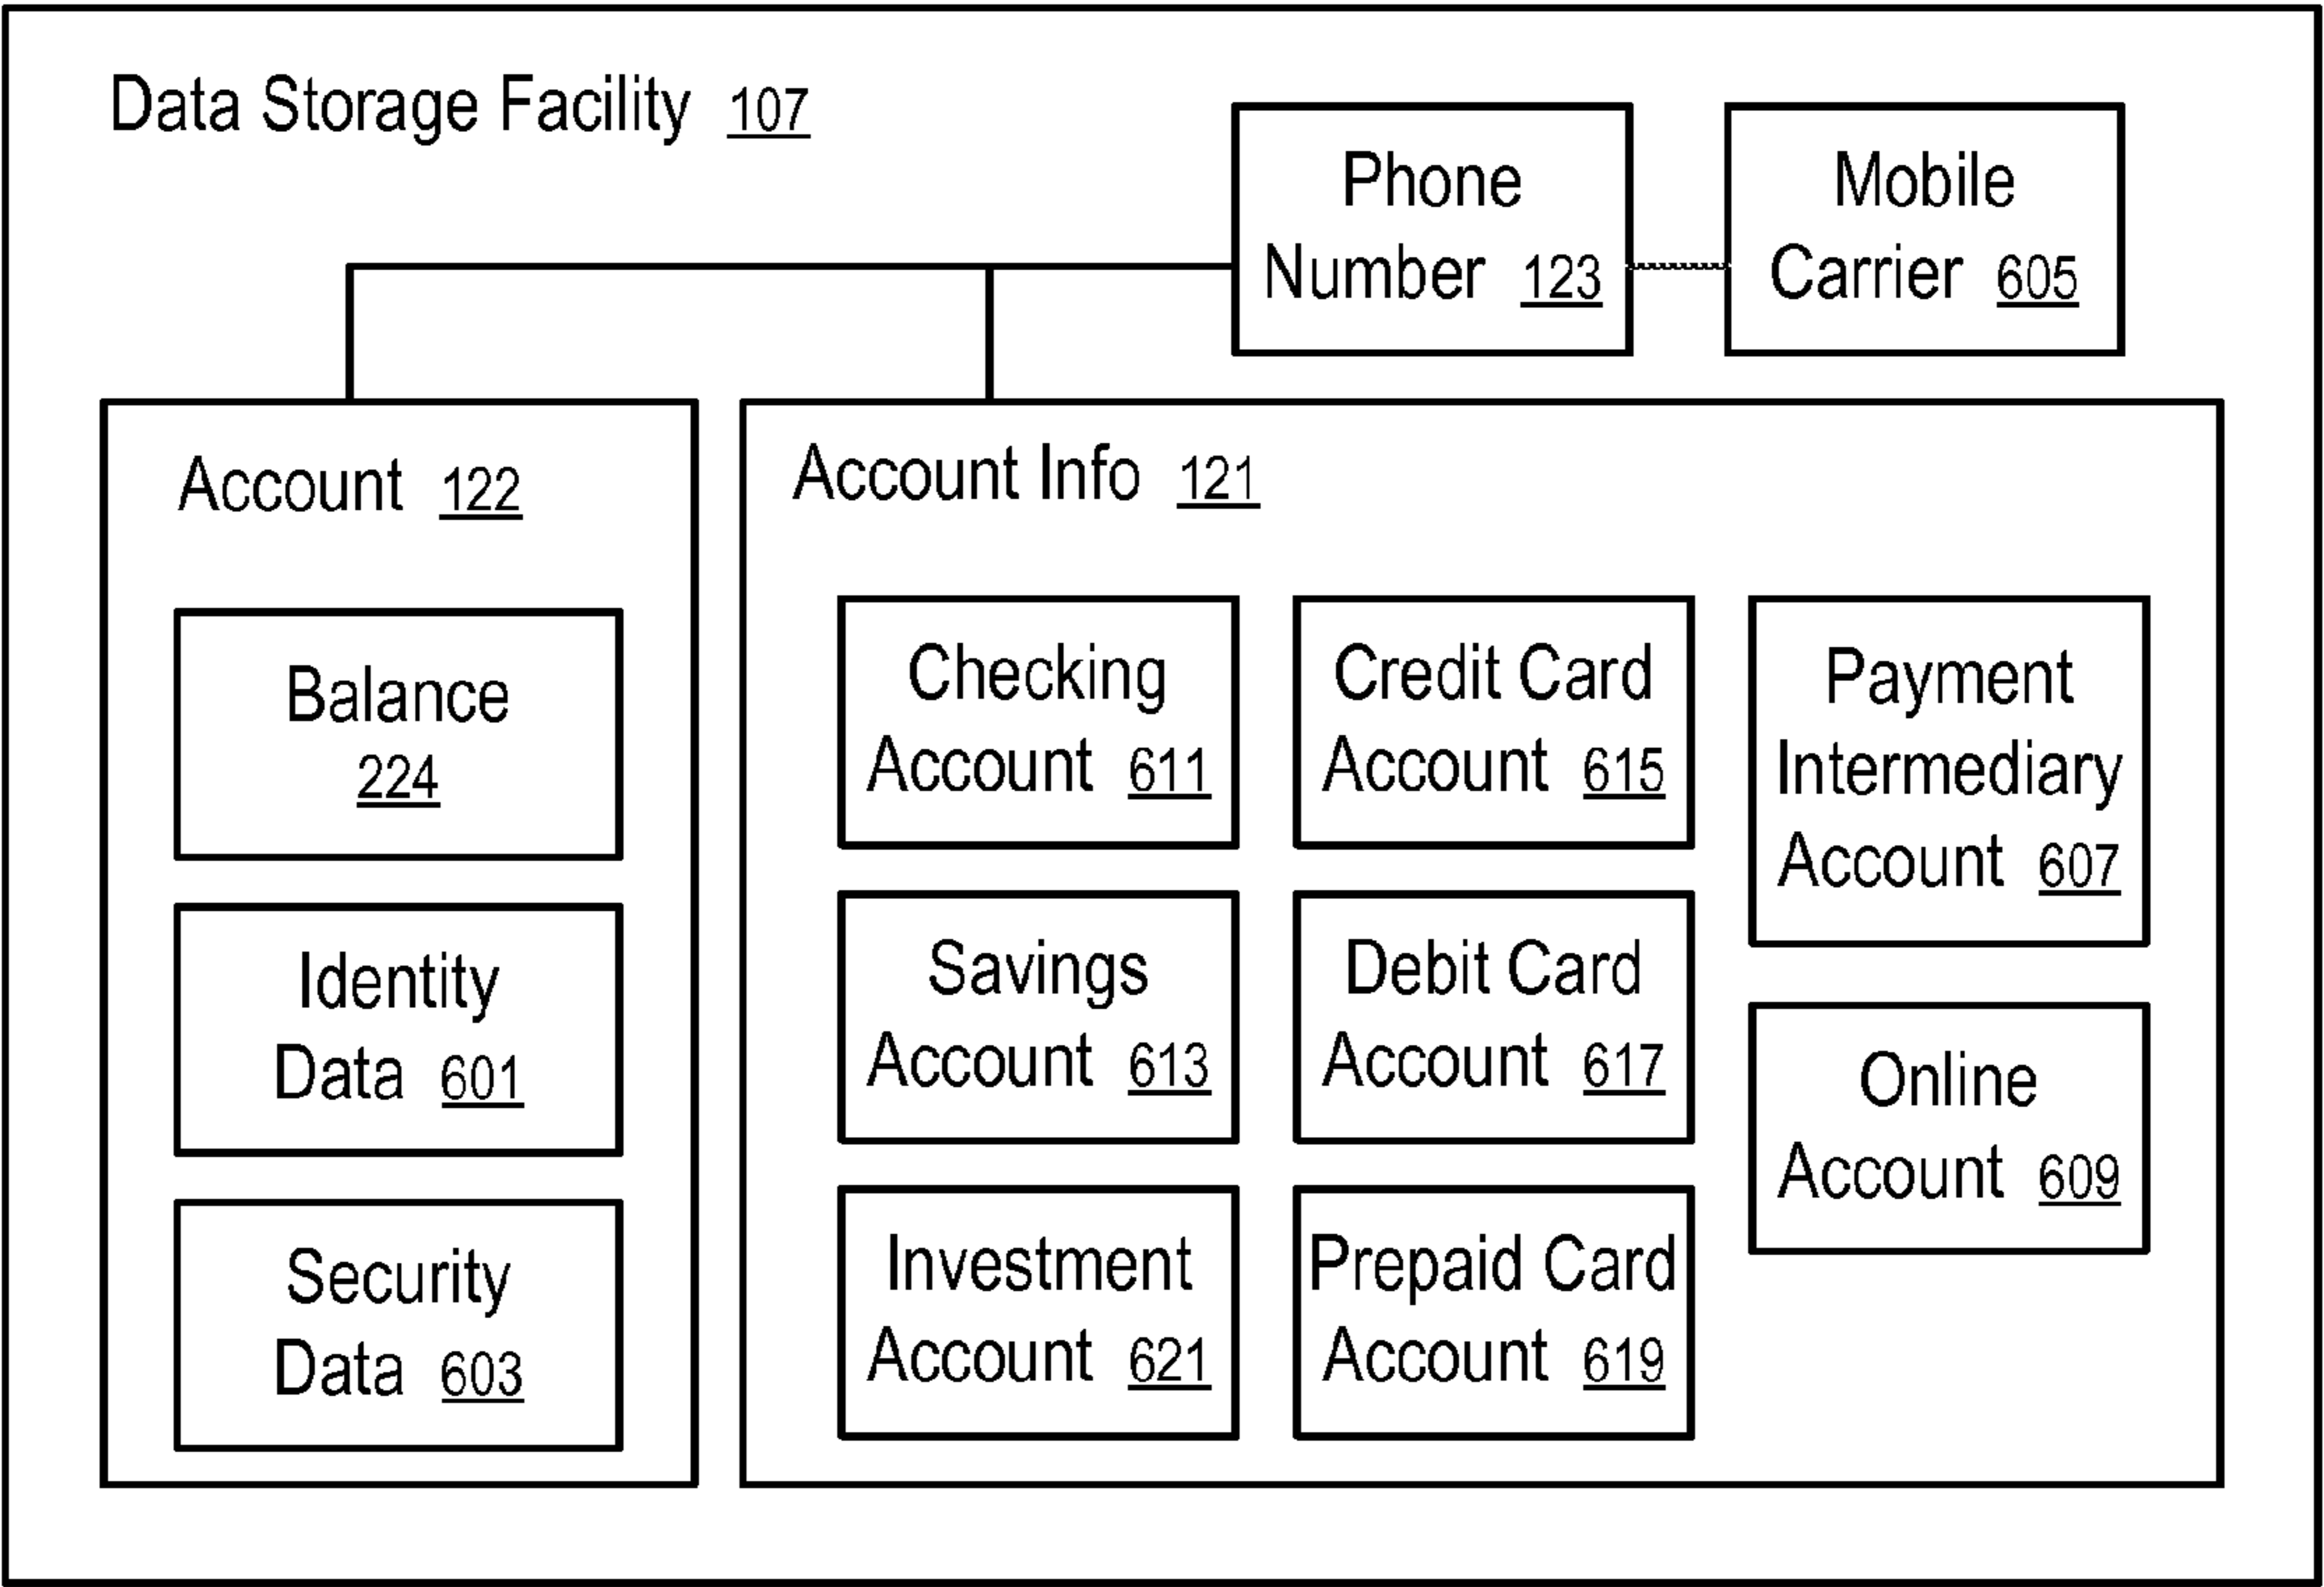 Data Storage Facility 107
Phone
Number 123
Mobile
Carrier 605
Account 122
Balance
224
Identity
Data 601
Security
Data 603
Account Info 121
Checking
Account 611
Savings
Account 613
Investment
Account 621
Credit Card
Account 615
Debit Card
Account 617
Prepaid Card
Account 619
Payment
Intermediary
Account 607
Online
Account 609